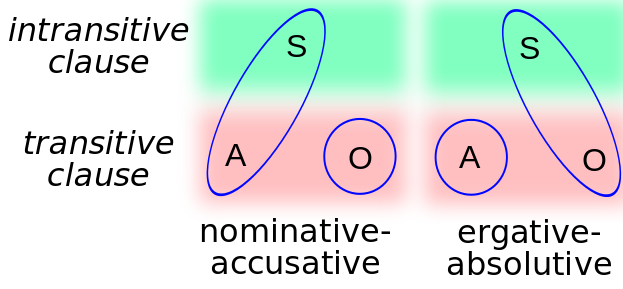 intransitive
clause
S
S
transitive
clause
A
O
A
O
nominative-
accusative
ergative-
absolutive